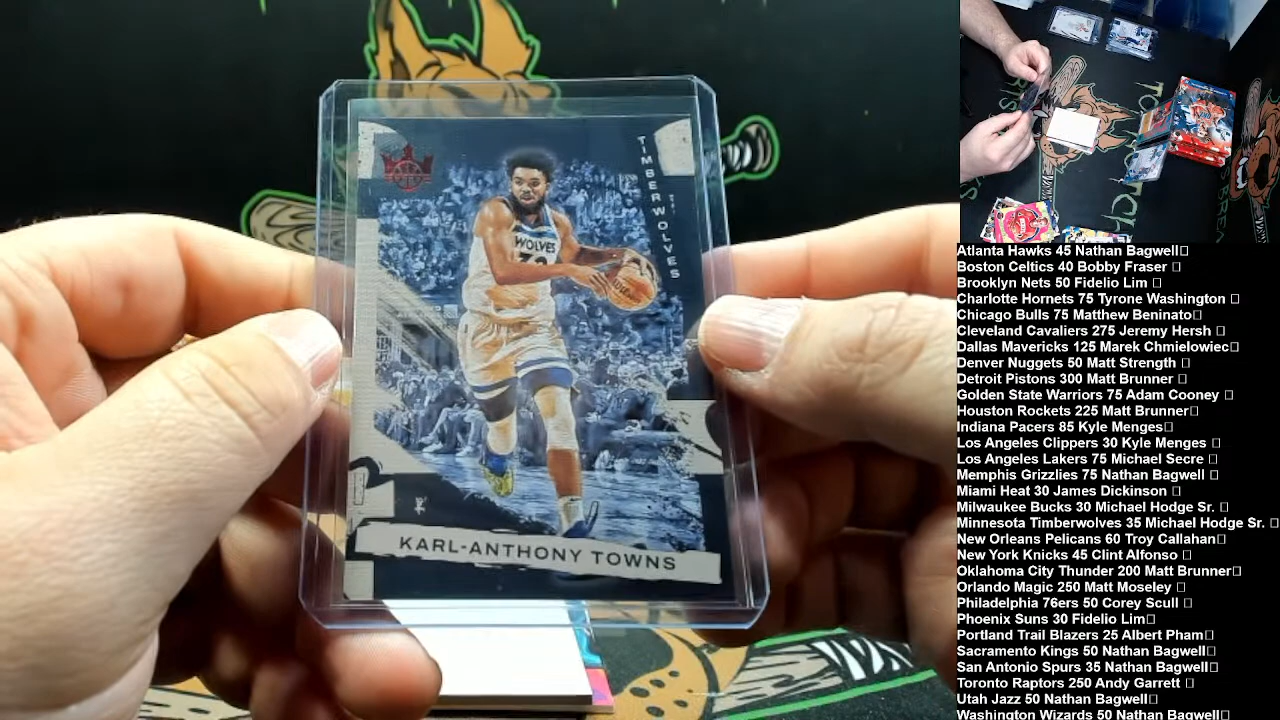 TIMBERWOLVES
WOLVES
32
KARL-ANTHONY TOWNS
Atlanta Hawks 45 Nathan Bagwell
Boston Celtics 40 Bobby Fraser
Brooklyn Nets 50 Fidelio Lim
Charlotte Hornets 75 Tyrone Washington
Chicago Bulls 75 Matthew Beninato
Cleveland Cavaliers 275 Jeremy Hersh
Dallas Mavericks 125 Marek Chmielowiec
Denver Nuggets 50 Matt Strength
Detroit Pistons 300 Matt Brunner
Golden State Warriors 75 Adam Cooney
Houston Rockets 225 Matt Brunner
Indiana Pacers 85 Kyle Menges
Los Angeles Clippers 30 Kyle Menges
Los Angeles Lakers 75 Michael Secre
Memphis Grizzlies 75 Nathan Bagwell
Miami Heat 30 James Dickinson
Milwaukee Bucks 30 Michael Hodge Sr.
Minnesota Timberwolves 35 Michael Hodge Sr.
New Orleans Pelicans 60 Troy Callahan
New York Knicks 45 Clint Alfonso
Oklahoma City Thunder 200 Matt Brunner
Orlando Magic 250 Matt Moseley
Philadelphia 76ers 50 Corey Scull
Phoenix Suns 30 Fidelio Lim
Portland Trail Blazers 25 Albert Pham
Sacramento Kings 50 Nathan Bagwell
San Antonio Spurs 35 Nathan Bagwell
Toronto Raptors 250 Andy Garrett
Utah Jazz 50 Nathan Bagwell
Washington Wizards 50 Nathan Bagwell